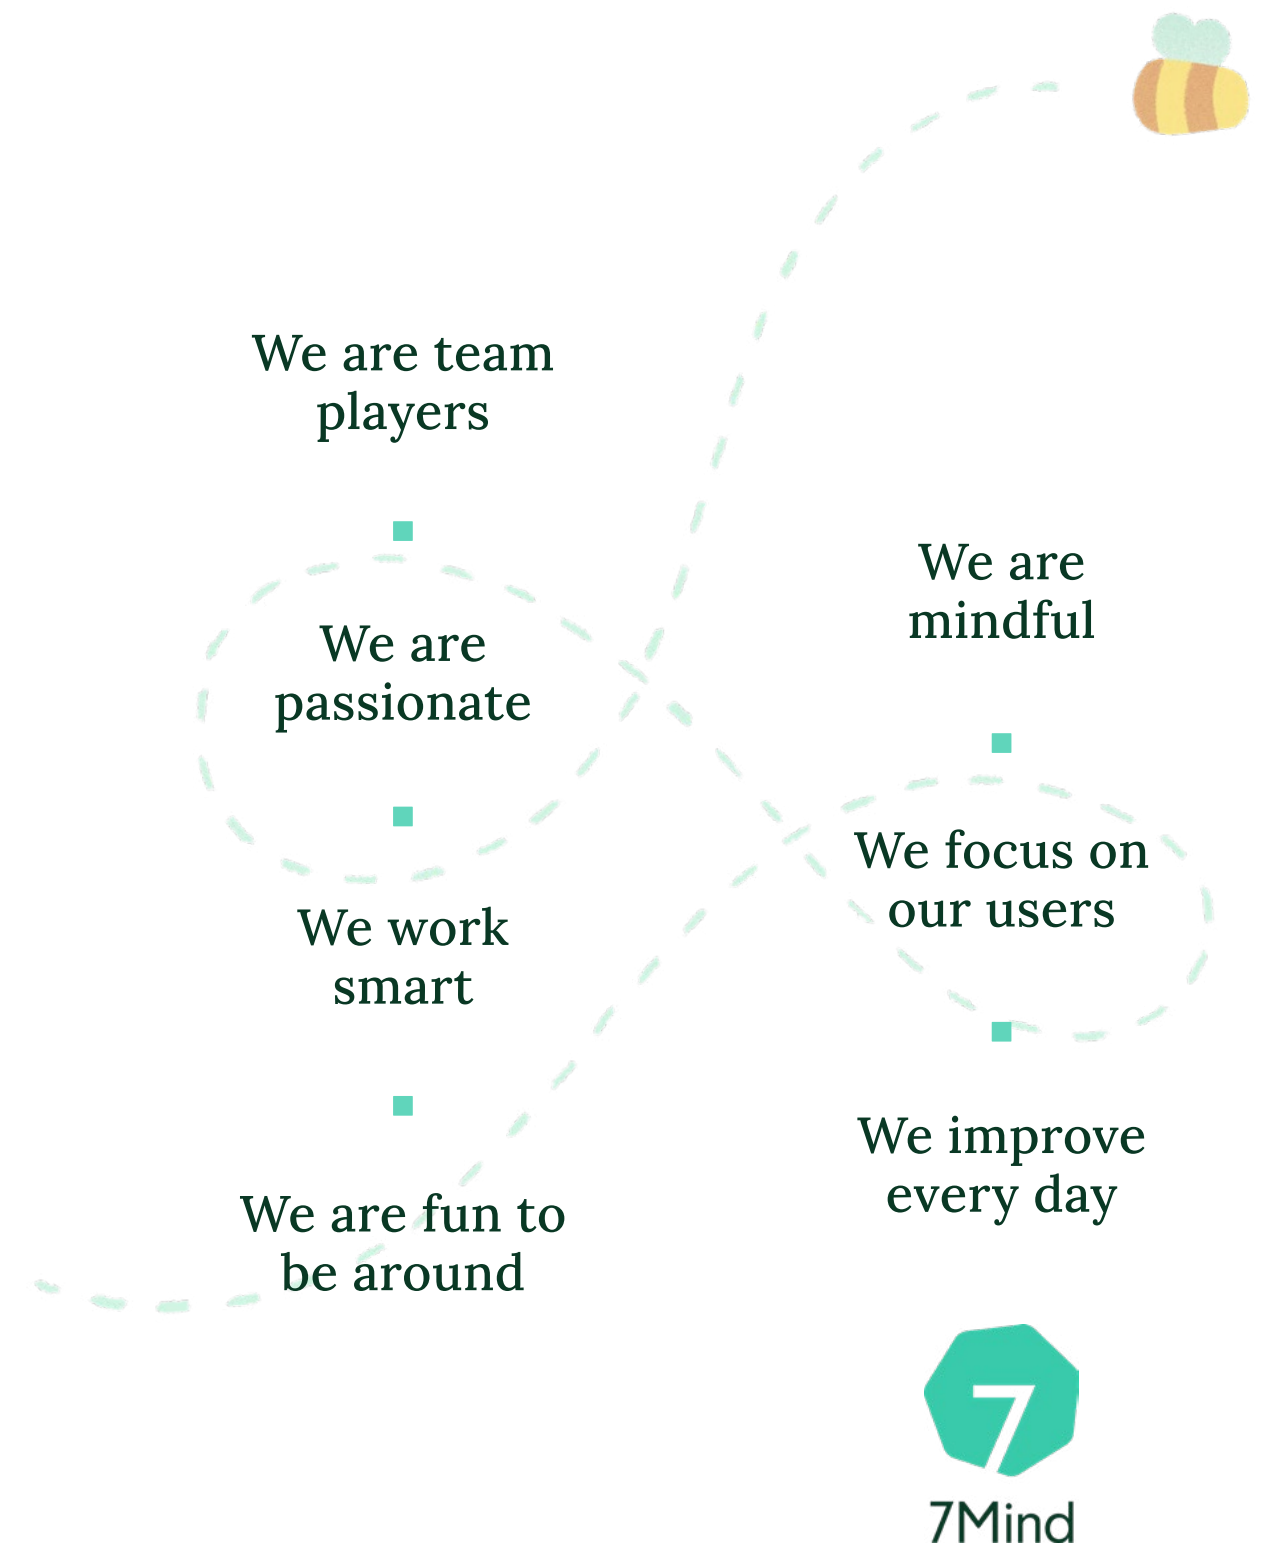 We are team
players
We are
passionate
We work
smart
We are fun to
be around
We are
mindful
We focus on
our users
We improve
every day
7
7Mind